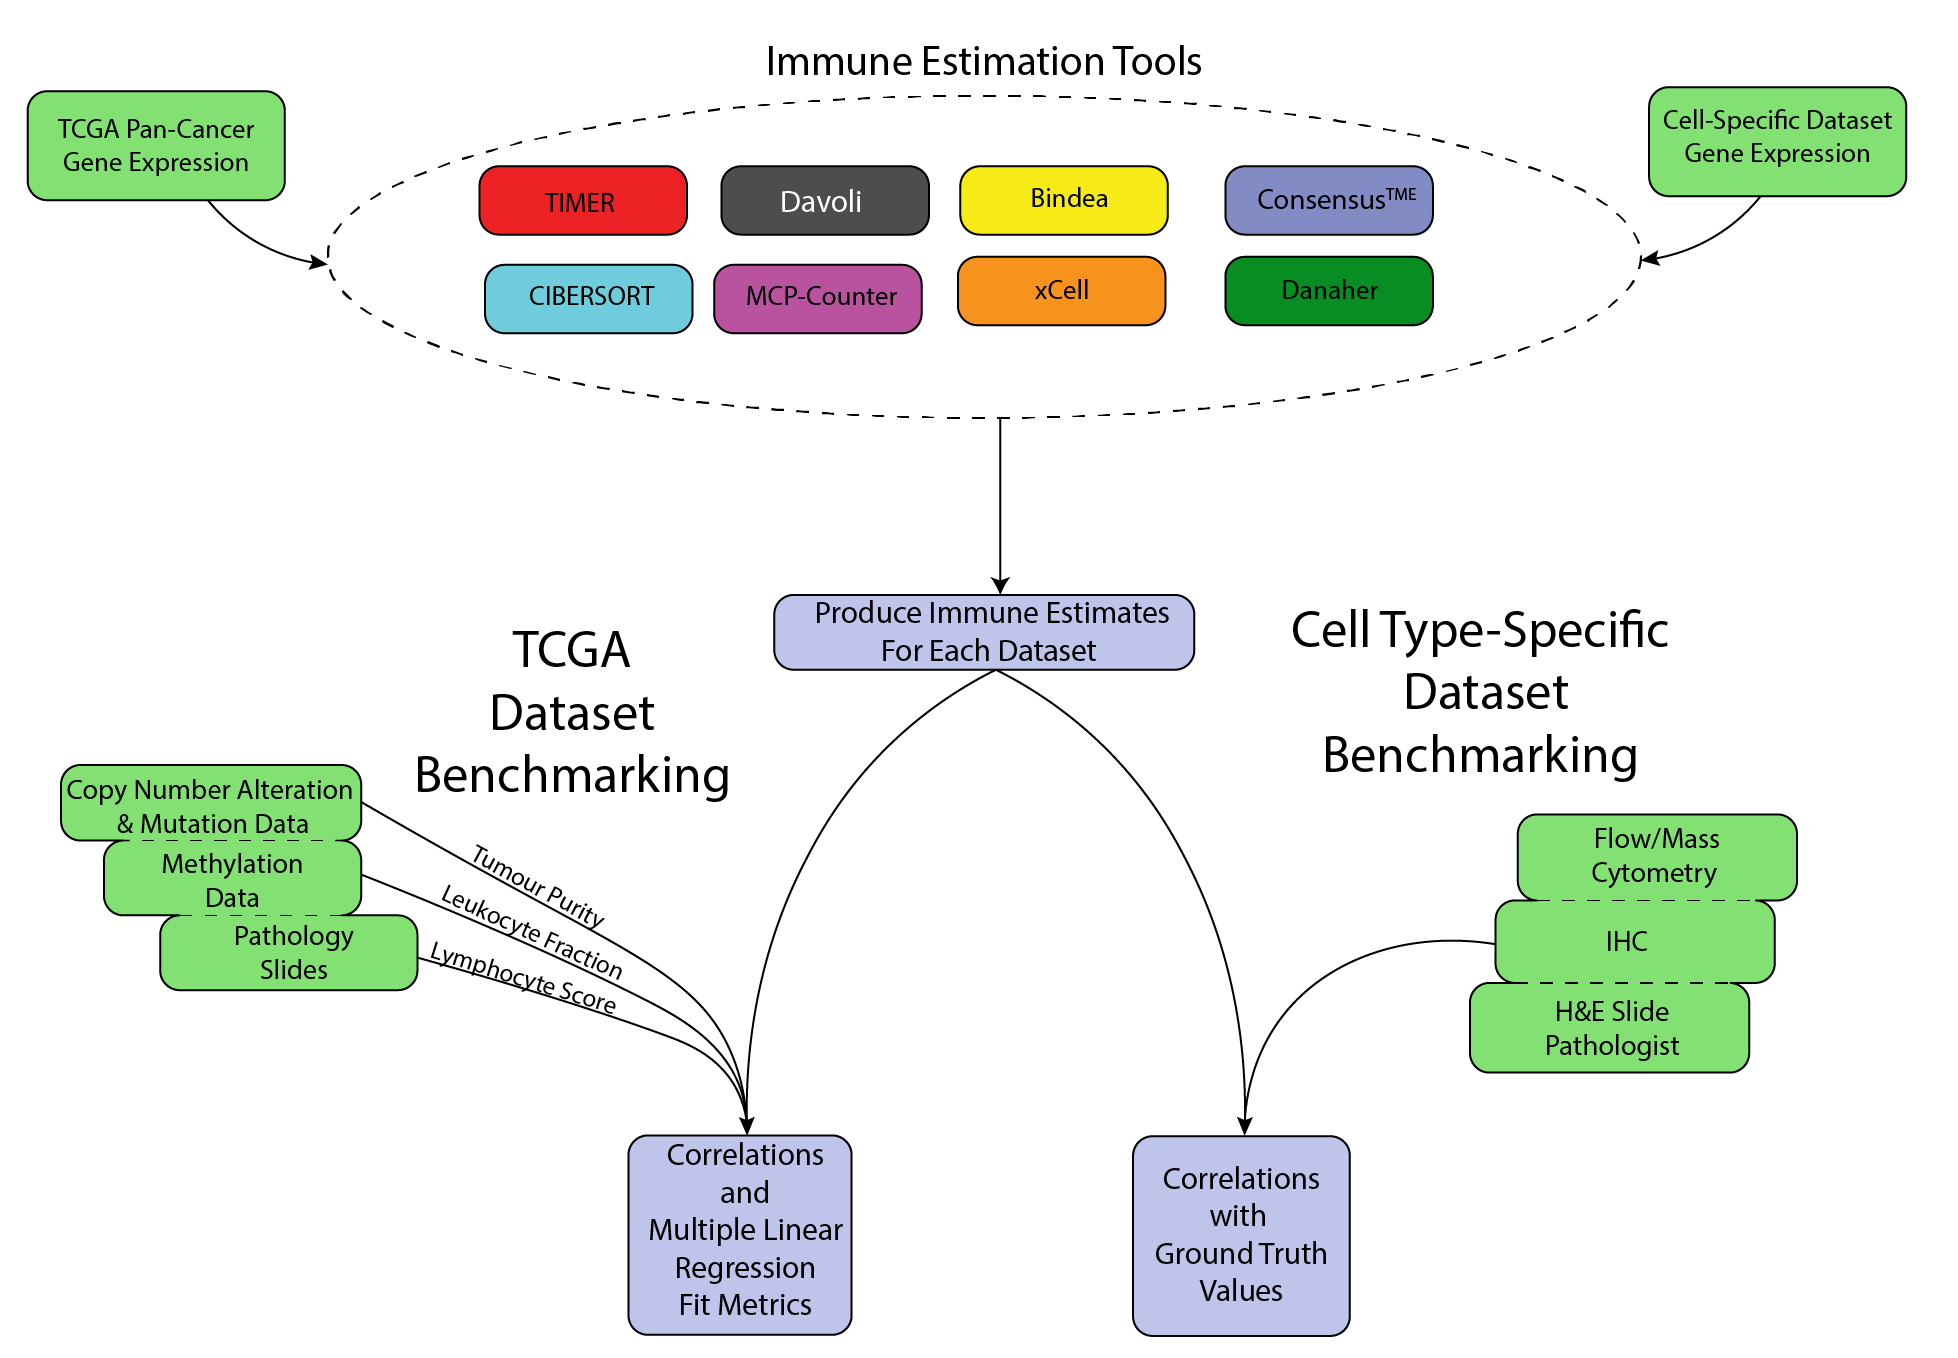 Immune Estimation Tools
TCGA Pan-Cancer
Gene Expression
Cell-Specific Dataset
Gene Expression
TIMER
Davoli
Bindea
Consensus™ᴱ
CIBERSORT
MCP-Counter
xCell
Danaher
Produce Immune Estimates
For Each Dataset
TCGA
Dataset
Benchmarking
Cell Type-Specific
Dataset
Benchmarking
Copy Number Alteration
& Mutation Data
Methylation
Data
Pathology
Slides
Tumour Purity
Leukocyte Fraction
Lymphocyte Score
Flow/Mass
Cytometry
IHC
H&E Slide
Pathologist
Correlations
and
Multiple Linear
Regression
Fit Metrics
Correlations
with
Ground Truth
Values